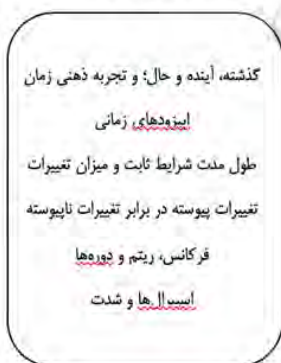 گذشته، آینده و حال؛ و تجربه ذهنی زمان
اپیزودهای زمانی
طول مدت شرایط ثابت و میزان تغییرات
تغییرات پیوسته در برابر تغییرات ناپیوسته
فرکانس، ریتم و دوره‌ها
اسپیرال‌ها و شدت